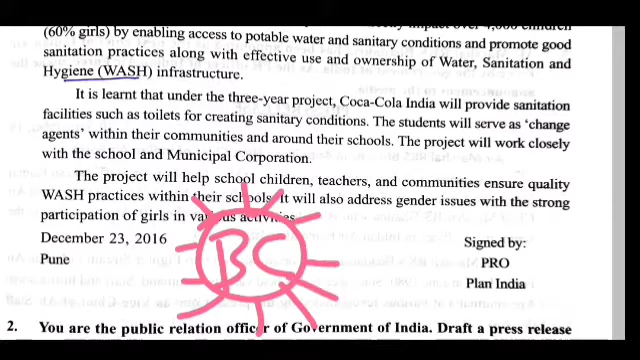 (60% girls) by enabling access to potable water and sanitary conditions and promote good
sanitation practices along with effective use and ownership of Water, Sanitation and
Hygiene (WASH) infrastructure.
It is learnt that under the three-year project, Coca-Cola India will provide sanitation
facilities such as toilets for creating sanitary conditions. The students will serve as ‘change
agents’ within their communities and around their schools. The project will work closely
with the school and Municipal Corporation.
The project will help school children, teachers, and communities ensure quality
WASH practices within their schools. It will also address gender issues with the strong
participation of girls in various activities.
December 23, 2016
Signed by:
Pune
PRO
Plan India
BC
2. You are the public relation officer of Government of India. Draft a press release